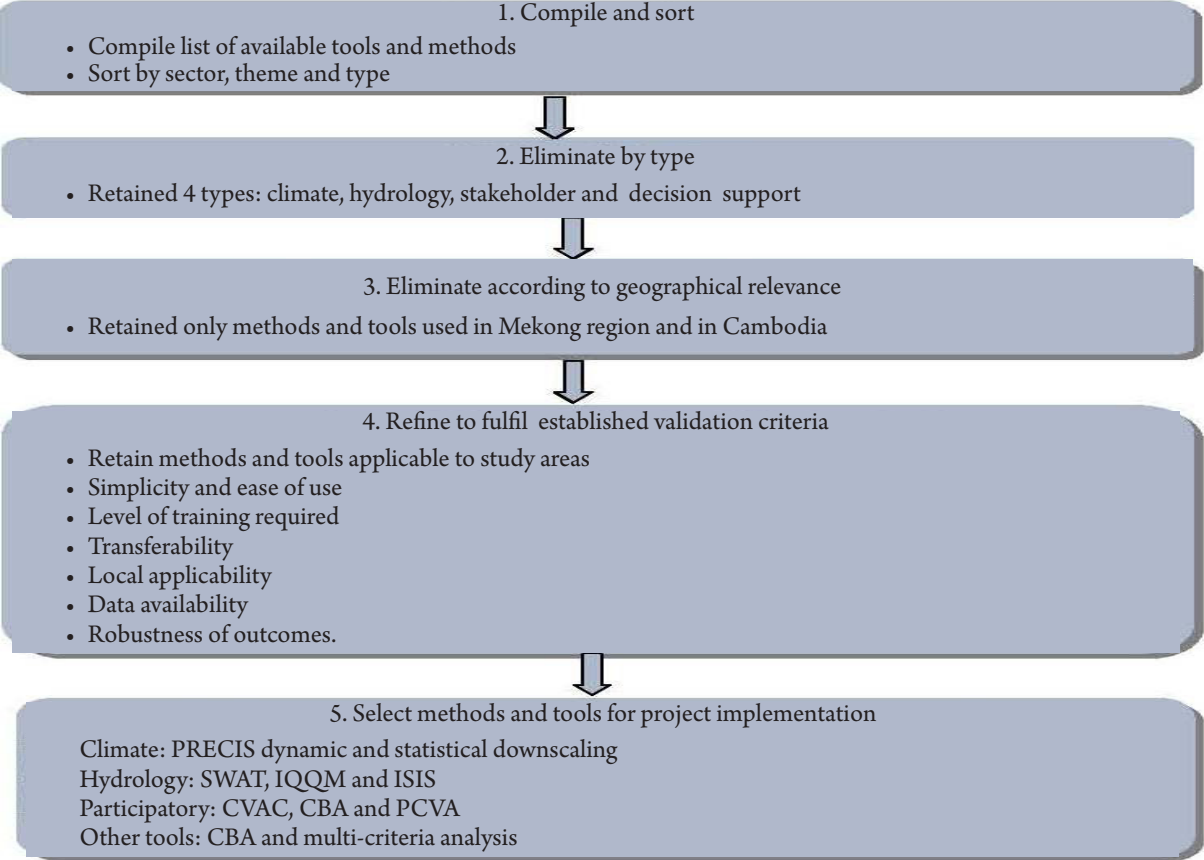 1. Compile and sort
• Compile list of available tools and methods
• Sort by sector, theme and type
2. Eliminate by type
• Retained 4 types: climate, hydrology, stakeholder and decision support
3. Eliminate according to geographical relevance
• Retained only methods and tools used in Mekong region and in Cambodia
4. Refine to fulfil established validation criteria
• Retain methods and tools applicable to study areas
• Simplicity and ease of use
• Level of training required
• Transferability
• Local applicability
• Data availability
• Robustness of outcomes.
5. Select methods and tools for project implementation
Climate: PRECIS dynamic and statistical downscaling
Hydrology: SWAT, IQQM and ISIS
Participatory: CVAC, CBA and PCVA
Other tools: CBA and multi-criteria analysis